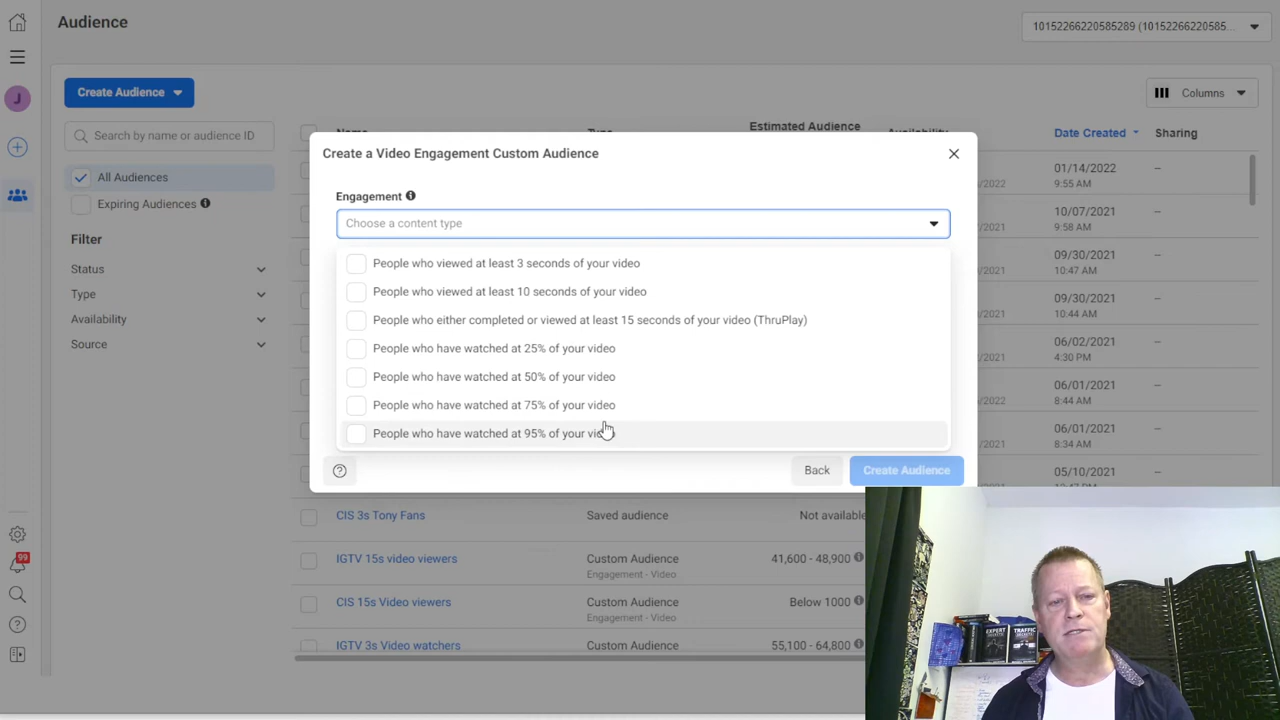 Audience
10152266220585289 (10152266220585...
Create Audience
Columns
Search by name or audience ID
Name
Type
Estimated Audience
Availability
Date Created
Sharing
All Audiences
Expiring Audiences
Filter
Status
Type
Availability
Source
J
99
Create a Video Engagement Custom Audience
Engagement
Choose a content type
People who viewed at least 3 seconds of your video
People who viewed at least 10 seconds of your video
People who either completed or viewed at least 15 seconds of your video (ThruPlay)
People who have watched at 25% of your video
People who have watched at 50% of your video
People who have watched at 75% of your video
People who have watched at 95% of your video
Back
Create Audience
/2022
01/14/2022
–
9:55 AM
/2022
10/07/2021
–
9:58 AM
09/30/2021
–
10:47 AM
09/30/2021
–
10:44 AM
06/02/2021
–
4:30 PM
06/01/2021
–
8:44 AM
06/01/2021
–
8:34 AM
05/10/2021
–
CIS 3s Tony Fans
Saved audience
Not available
IGTV 15s video viewers
Custom Audience
41,600 - 48,900
Engagement - Video
CIS 15s Video viewers
Custom Audience
Below 1000
Engagement - Video
IGTV 3s Video watchers
Custom Audience
55,100 - 64,800
EXPERT
SECRETS
TRAFFIC
SECRETS